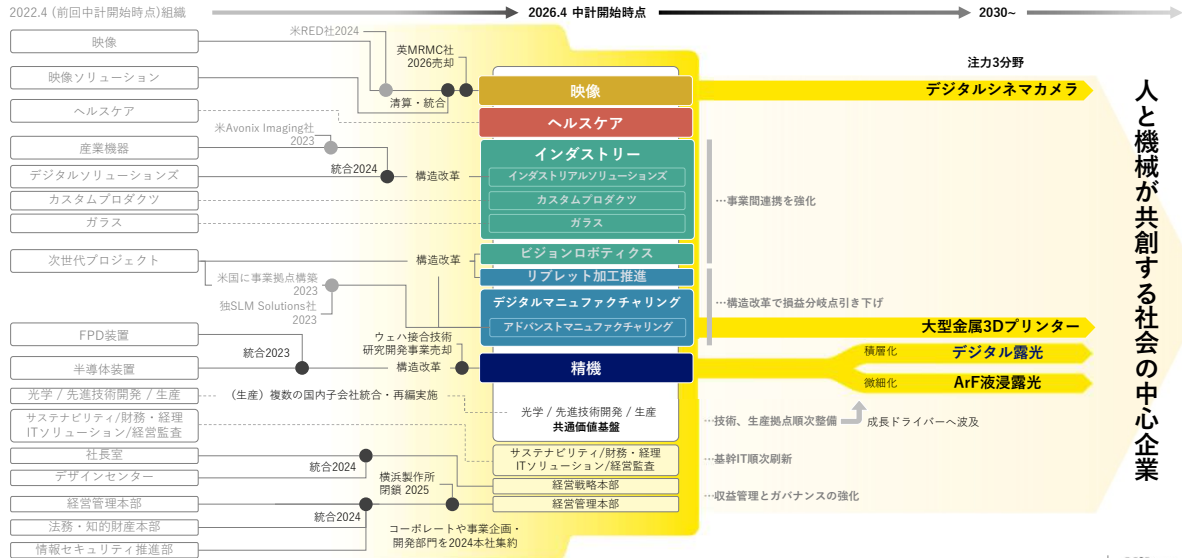 2022.4 (前回中計開始時点)組織
2026.4 中計開始時点
2030~
映像
映像ソリューション
ヘルスケア
産業機器
デジタルソリューションズ
カスタムプロダクツ
ガラス
次世代プロジェクト
FPD装置
半導体装置
光学 / 先進技術開発 / 生産
サステナビリティ/財務・経理
ITソリューション/経営監査
社長室
デザインセンター
経営管理本部
法務・知的財産本部
情報セキュリティ推進部
米RED社2024
英MRMC社
2026売却
清算・統合
米Avonix Imaging社
2023
統合2024
構造改革
構造改革
米国に事業拠点構築
2023
独SLM Solutions社
2023
統合2023
ウェハ接合技術
研究開発事業売却
構造改革
(生産)複数の国内子会社統合・再編実施
統合2024
横浜製作所
閉鎖 2025
統合2024
コーポレートや事業企画・
開発部門を2024本社集約
映像
ヘルスケア
インダストリー
インダストリアルソリューションズ
カスタムプロダクツ
ガラス
ビジョンロボティクス
リブレット加工推進
デジタルマニュファクチャリング
アドバンストマニュファクチャリング
精機
光学 / 先進技術開発 / 生産
共通価値基盤
サステナビリティ/財務・経理
ITソリューション/経営監査
経営戦略本部
経営管理本部
…事業間連携を強化
…構造改革で損益分岐点引き下げ
…技術、生産拠点順次整備
成長ドライバーへ波及
…基幹IT順次刷新
…収益管理とガバナンスの強化
注力3分野
デジタルシネマカメラ
大型金属3Dプリンター
積層化
デジタル露光
微細化
ArF液浸露光
人と機械が共創する社会の中心企業